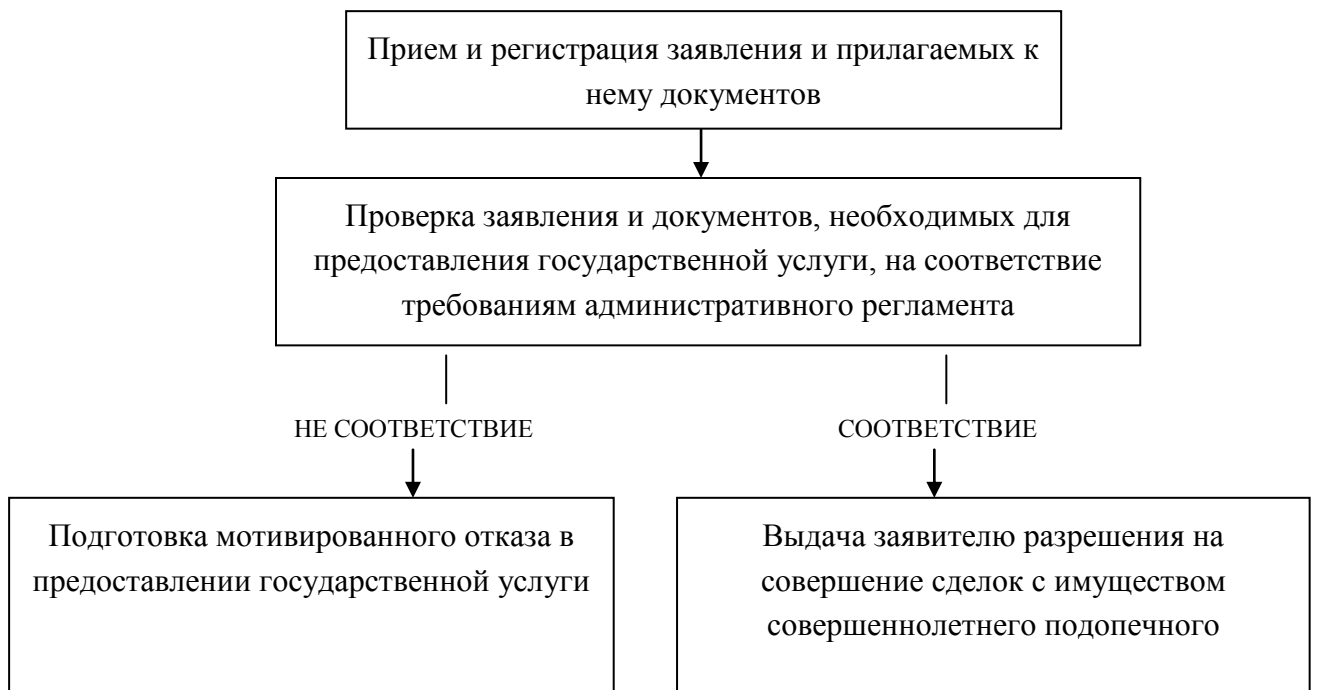 Прием и регистрация заявления и прилагаемых к
нему документов
Проверка заявления и документов, необходимых для
предоставления государственной услуги, на соответствие
требованиям административного регламента
НЕ СООТВЕТСТВИЕ
СООТВЕТСТВИЕ
Подготовка мотивированного отказа в
предоставлении государственной услуги
Выдача заявителю разрешения на
совершение сделок с имуществом
совершеннолетнего подопечного